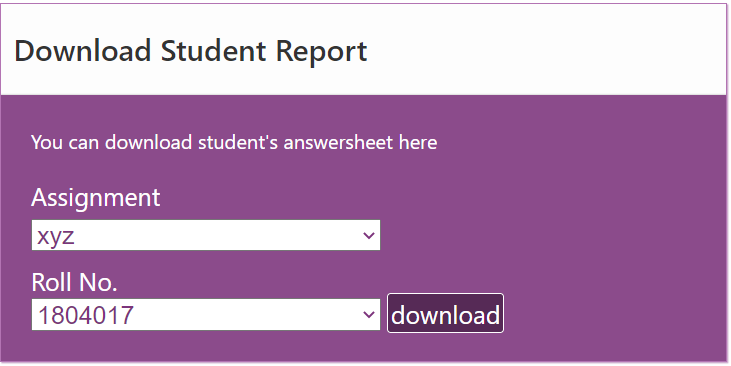 Download Student Report
You can download student's answersheet here
Assignment
xyz
Roll No.
1804017
download